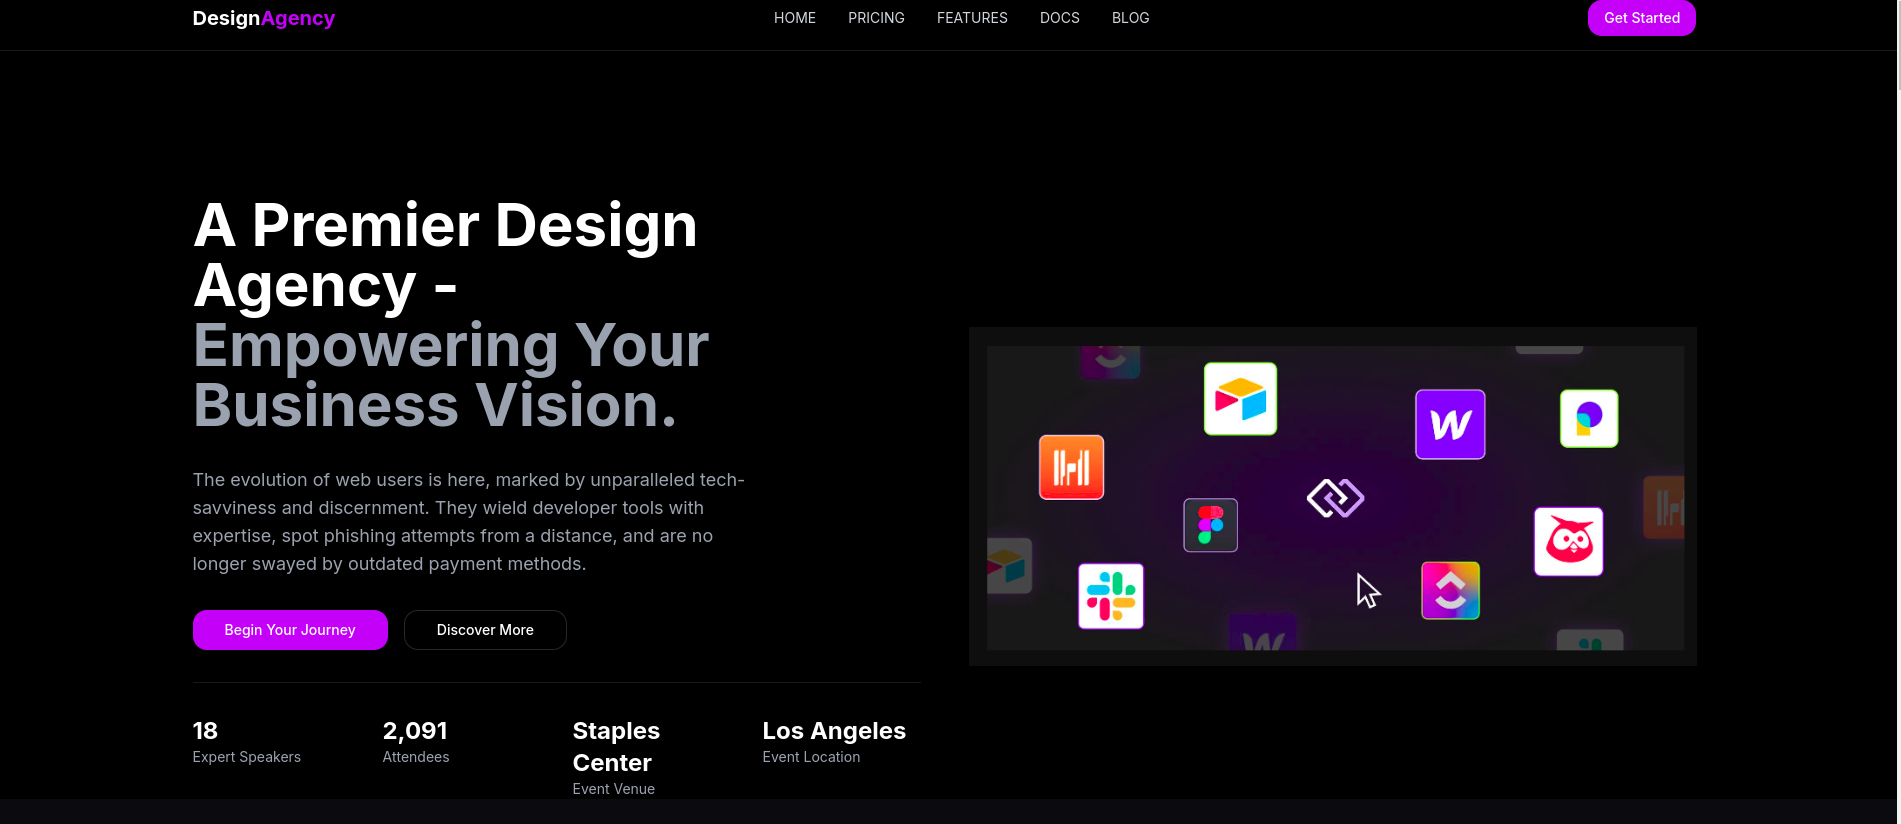 DesignAgency
HOME PRICING FEATURES DOCS BLOG
Get Started
A Premier Design
Agency -
Empowering Your
Business Vision.
The evolution of web users is here, marked by unparalleled tech-
savviness and discernment. They wield developer tools with
expertise, spot phishing attempts from a distance, and are no
longer swayed by outdated payment methods.
Begin Your Journey
Discover More
18
Expert Speakers
2,091
Attendees
Staples
Center
Event Venue
Los Angeles
Event Location